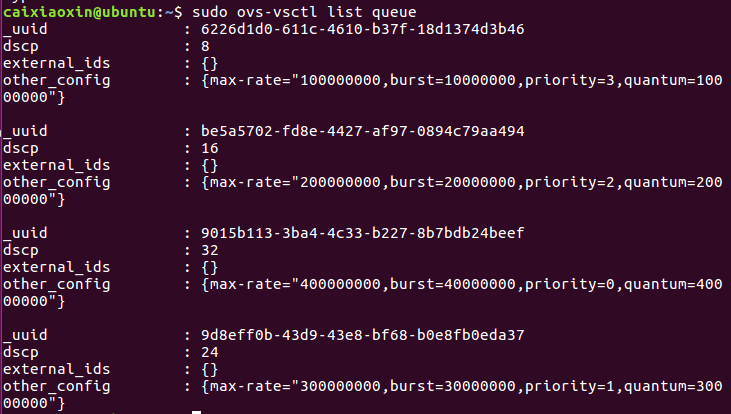 caixiaoxin@ubuntu:~$ sudo ovs-vsctl list queue
_uuid               : 6226d1d0-611c-4610-b37f-18d1374d3b46
dscp                : 8
external_ids        : {}
other_config        : {max-rate="100000000,burst=10000000,priority=3,quantum=100
00000"}
_uuid               : be5a5702-fd8e-4427-af97-0894c79aa494
dscp                : 16
external_ids        : {}
other_config        : {max-rate="200000000,burst=20000000,priority=2,quantum=200
00000"}
_uuid               : 9015b113-3ba4-4c33-b227-8b7bdb24beef
dscp                : 32
external_ids        : {}
other_config        : {max-rate="400000000,burst=40000000,priority=0,quantum=400
00000"}
_uuid               : 9d8eff0b-43d9-43e8-bf68-b0e8fb0eda37
dscp                : 24
external_ids        : {}
other_config        : {max-rate="300000000,burst=30000000,priority=1,quantum=300
00000"}